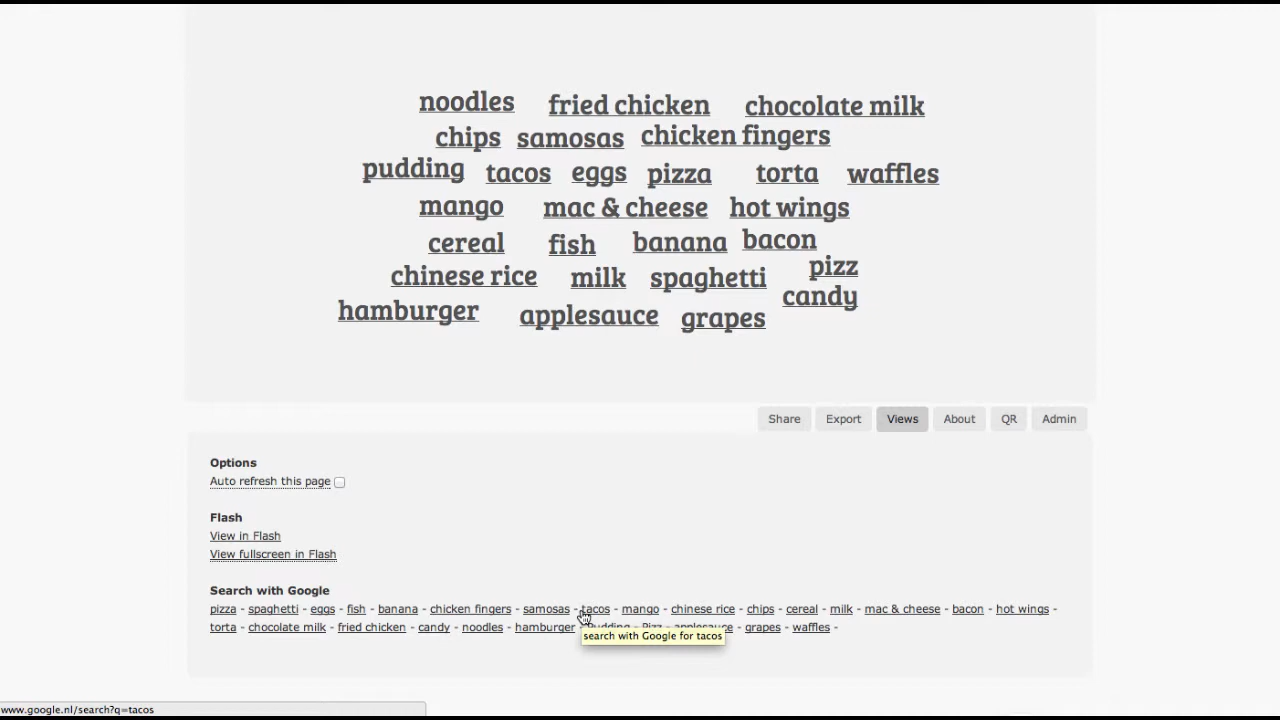 noodles fried chicken chocolate milk
chips samosas chicken fingers
pudding tacos eggs pizza torta waffles
mango mac & cheese hot wings
cereal fish banana bacon
chinese rice milk spaghetti pizz
candy
hamburger applesauce grapes
Share Export Views About QR Admin
Options
Auto refresh this page
Flash
View in Flash
View fullscreen in Flash
Search with Google
pizza - spaghetti - eggs - fish - banana - chicken fingers - samosas - tacos - mango - chinese rice - chips - cereal - milk - mac & cheese - bacon - hot wings -
torta - chocolate milk - fried chicken - candy - noodles - hamburger - Pudding - Pizz - applesauce - grapes - waffles -
search with Google for tacos
www.google.nl/search?q=tacos